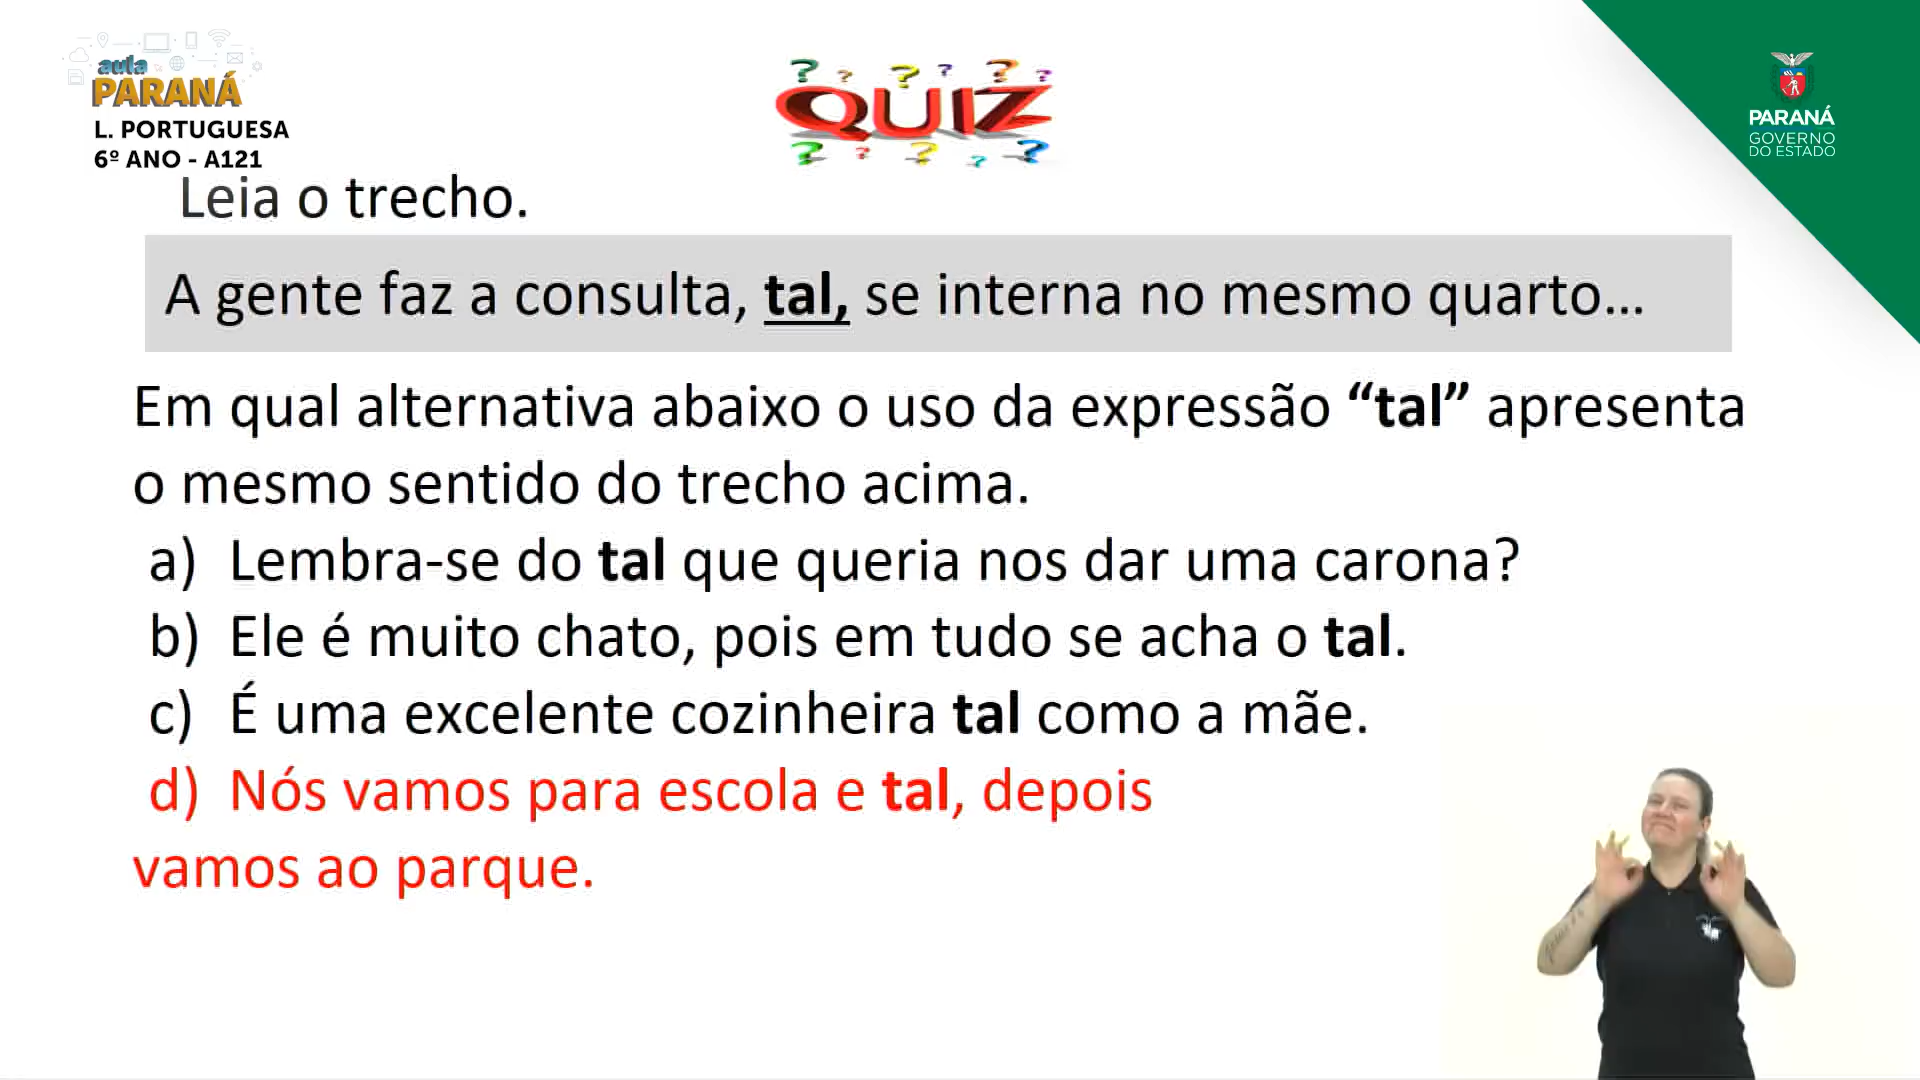 aula
PARANÁ
L. PORTUGUESA
6º ANO - A121
QUIZ
PARANÁ
GOVERNO
DO ESTADO
Leia o trecho.
A gente faz a consulta, tal, se interna no mesmo quarto...
Em qual alternativa abaixo o uso da expressão “tal” apresenta
o mesmo sentido do trecho acima.
a) Lembra-se do tal que queria nos dar uma carona?
b) Ele é muito chato, pois em tudo se acha o tal.
c) É uma excelente cozinheira tal como a mãe.
d) Nós vamos para escola e tal, depois
vamos ao parque.